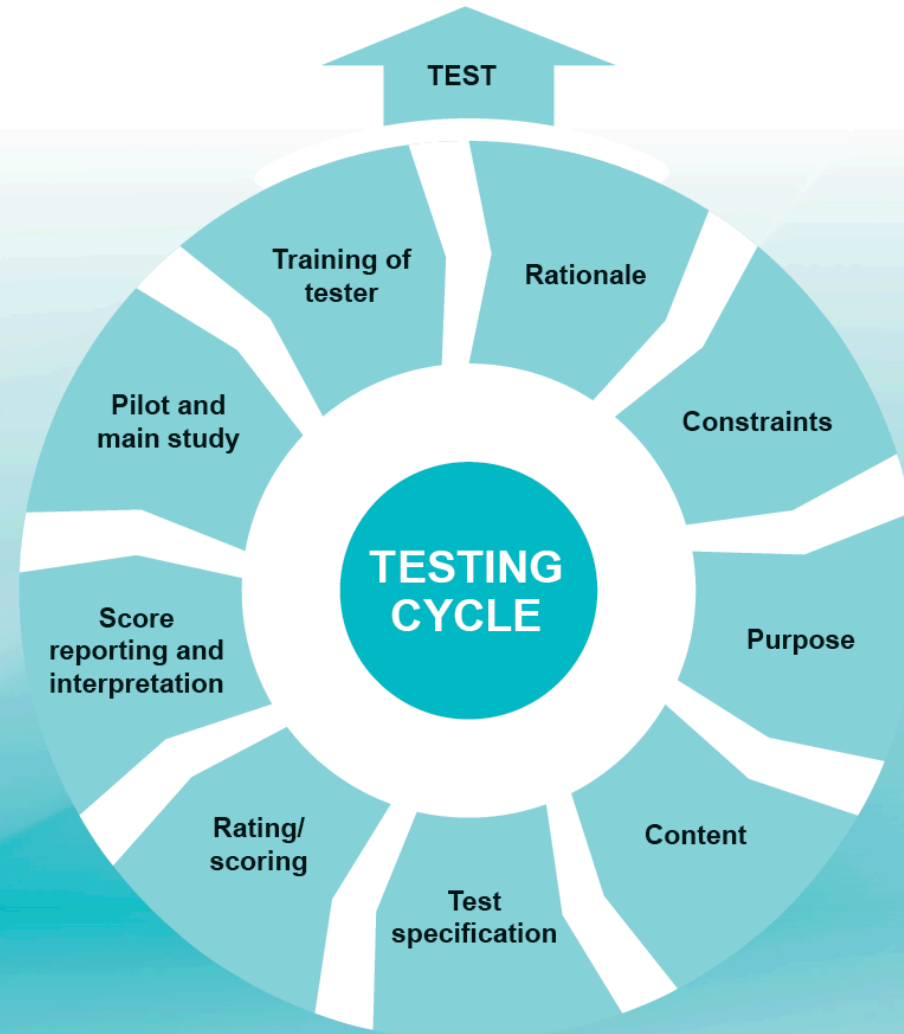 TEST
Rationale
Constraints
Purpose
Content
Test
specification
Rating/
scoring
Score
reporting and
interpretation
Pilot and
main study
Training of
tester
TESTING
CYCLE